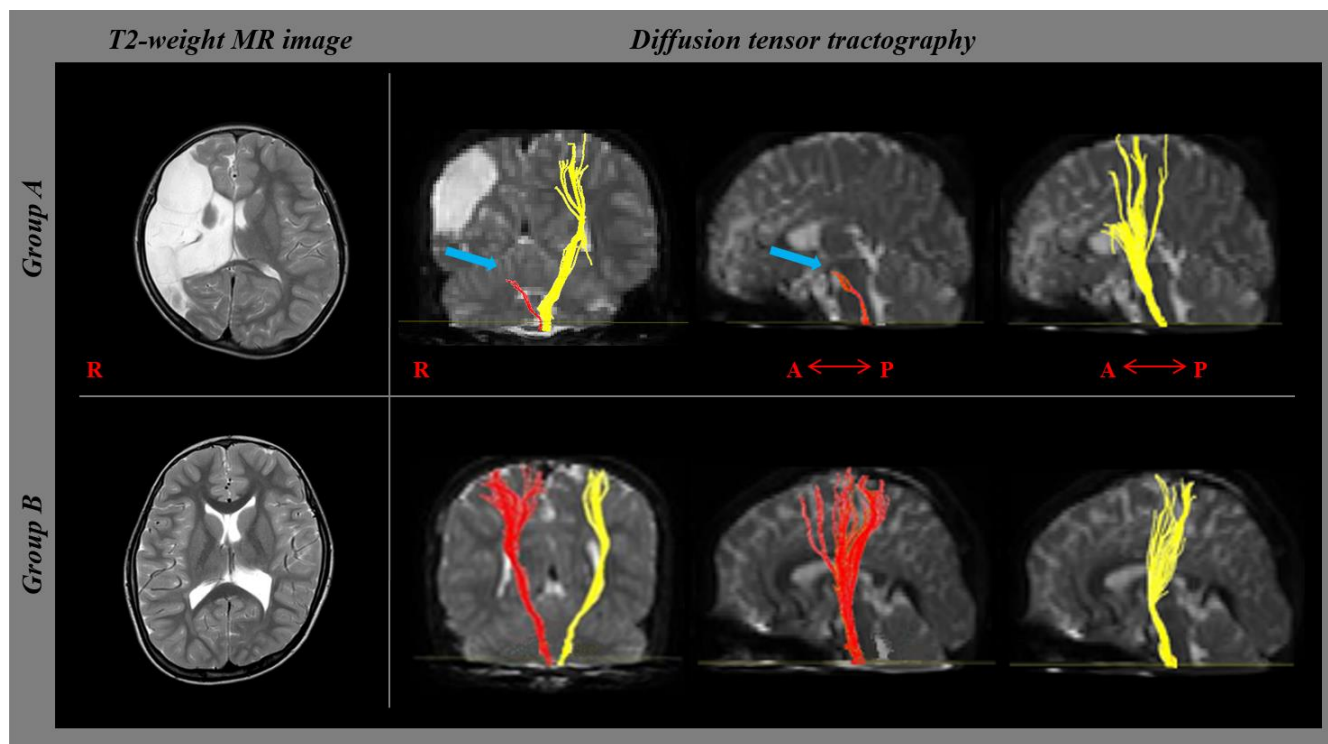 T2-weight MR image
Diffusion tensor tractography
Group A
R
R
A P
A P
Group B